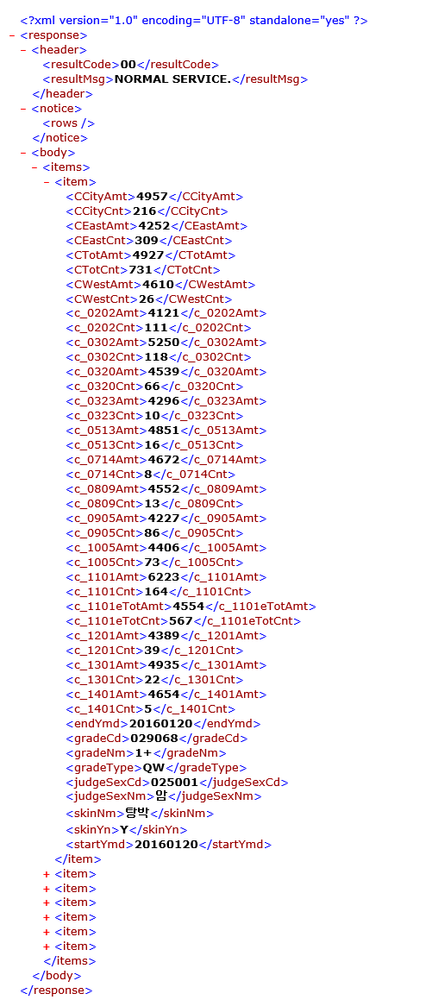 <?xml version="1.0" encoding="UTF-8" standalone="yes" ?>
- <response>
- <header>
<resultCode>00</resultCode>
<resultMsg>NORMAL SERVICE.</resultMsg>
</header>
- <notice>
<rows />
</notice>
- <body>
- <items>
- <item>
<CCityAmt>4957</CCityAmt>
<CCityCnt>216</CCityCnt>
<CEastAmt>4252</CEastAmt>
<CEastCnt>309</CEastCnt>
<CTotAmt>4927</CTotAmt>
<CTotCnt>731</CTotCnt>
<CWestAmt>4610</CWestAmt>
<CWestCnt>26</CWestCnt>
<c_0202Amt>4121</c_0202Amt>
<c_0202Cnt>111</c_0202Cnt>
<c_0302Amt>5250</c_0302Amt>
<c_0302Cnt>118</c_0302Cnt>
<c_0320Amt>4539</c_0320Amt>
<c_0320Cnt>66</c_0320Cnt>
<c_0323Amt>4296</c_0323Amt>
<c_0323Cnt>10</c_0323Cnt>
<c_0513Amt>4851</c_0513Amt>
<c_0513Cnt>16</c_0513Cnt>
<c_0714Amt>4672</c_0714Amt>
<c_0714Cnt>8</c_0714Cnt>
<c_0809Amt>4552</c_0809Amt>
<c_0809Cnt>13</c_0809Cnt>
<c_0905Amt>4227</c_0905Amt>
<c_0905Cnt>86</c_0905Cnt>
<c_1005Amt>4406</c_1005Amt>
<c_1005Cnt>73</c_1005Cnt>
<c_1101Amt>6223</c_1101Amt>
<c_1101Cnt>164</c_1101Cnt>
<c_1101eTotAmt>4554</c_1101eTotAmt>
<c_1101eTotCnt>567</c_1101eTotCnt>
<c_1201Amt>4389</c_1201Amt>
<c_1201Cnt>39</c_1201Cnt>
<c_1301Amt>4935</c_1301Amt>
<c_1301Cnt>22</c_1301Cnt>
<c_1401Amt>4654</c_1401Amt>
<c_1401Cnt>5</c_1401Cnt>
<endYmd>20160120</endYmd>
<gradeCd>029068</gradeCd>
<gradeNm>1+</gradeNm>
<gradeType>QW</gradeType>
<judgeSexCd>025001</judgeSexCd>
<judgeSexNm>암</judgeSexNm>
<skinNm>탕박</skinNm>
<skinYn>Y</skinYn>
<startYmd>20160120</startYmd>
</item>
+ <item>
+ <item>
+ <item>
+ <item>
+ <item>
+ <item>
</items>
</body>
</response>